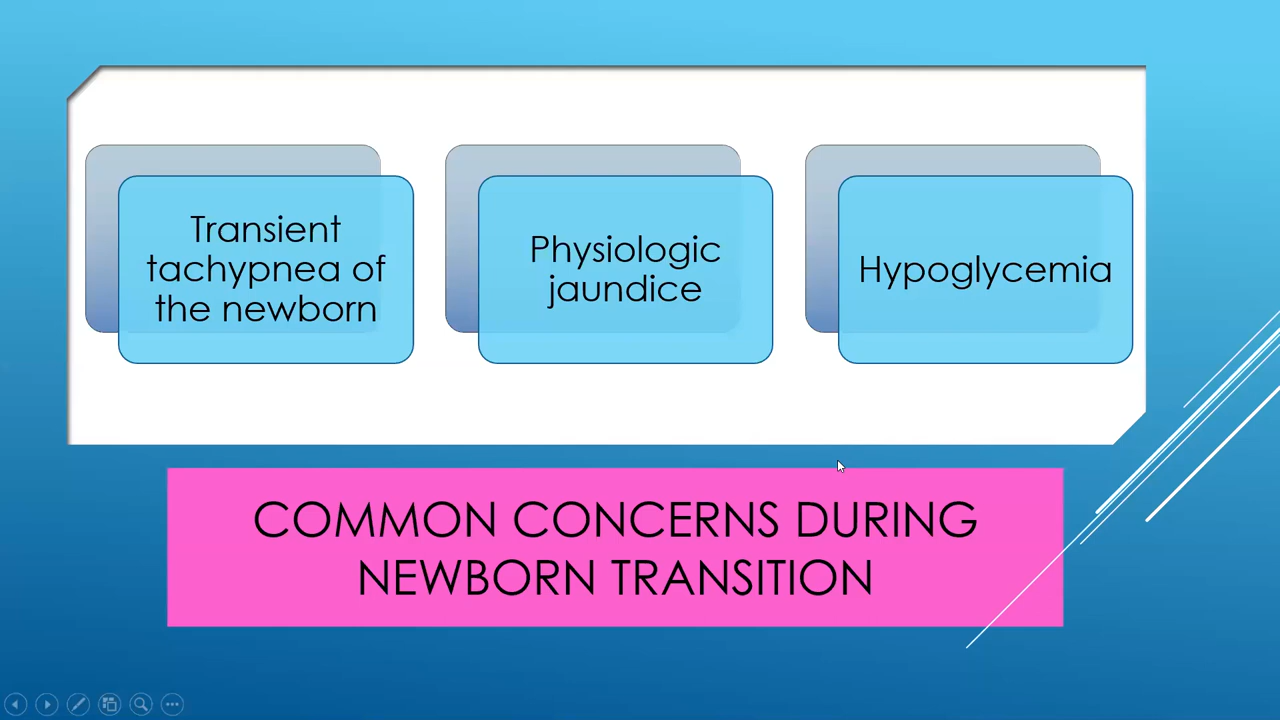 Transient
tachypnea of
the newborn
Physiologic
jaundice
Hypoglycemia
COMMON CONCERNS DURING
NEWBORN TRANSITION